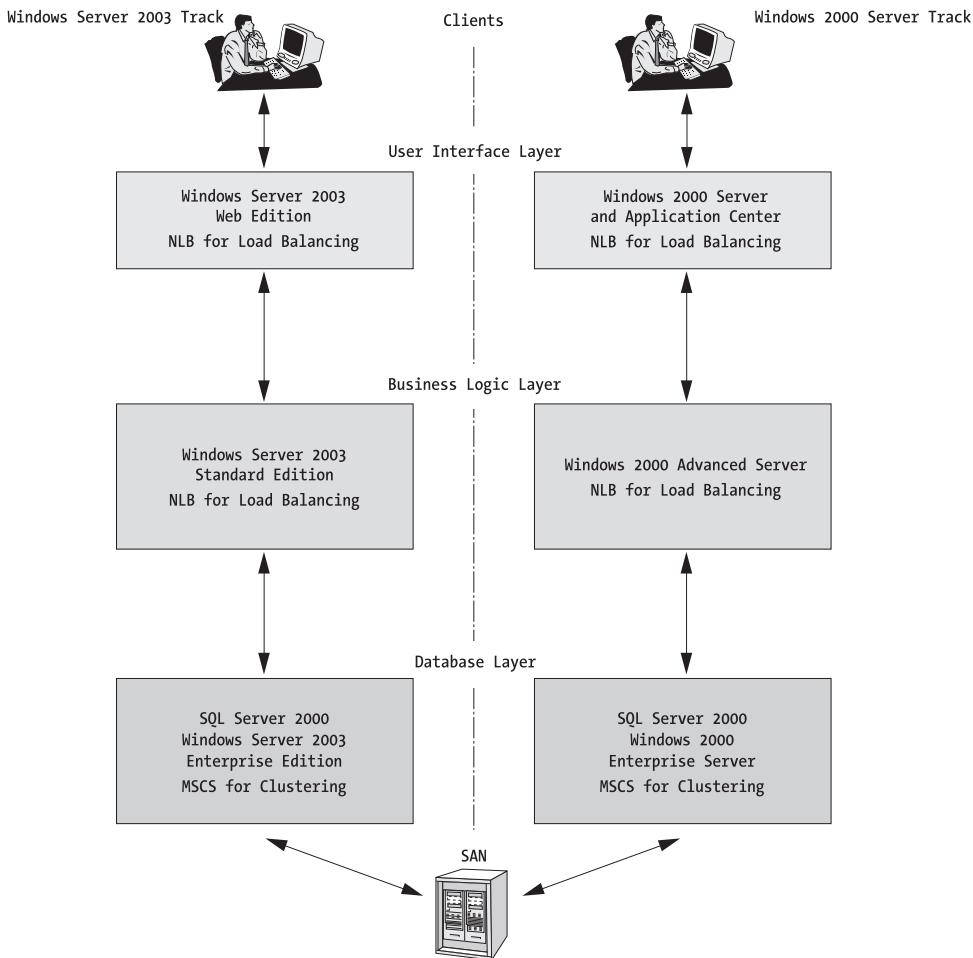 Windows Server 2003 Track
Clients
Windows 2000 Server Track
User Interface Layer
Windows Server 2003
Web Edition
NLB for Load Balancing
Windows 2000 Server
and Application Center
NLB for Load Balancing
Business Logic Layer
Windows Server 2003
Standard Edition
NLB for Load Balancing
Windows 2000 Advanced Server
NLB for Load Balancing
Database Layer
SQL Server 2000
Windows Server 2003
Enterprise Edition
MSCS for Clustering
SQL Server 2000
Windows 2000
Enterprise Server
MSCS for Clustering
SAN